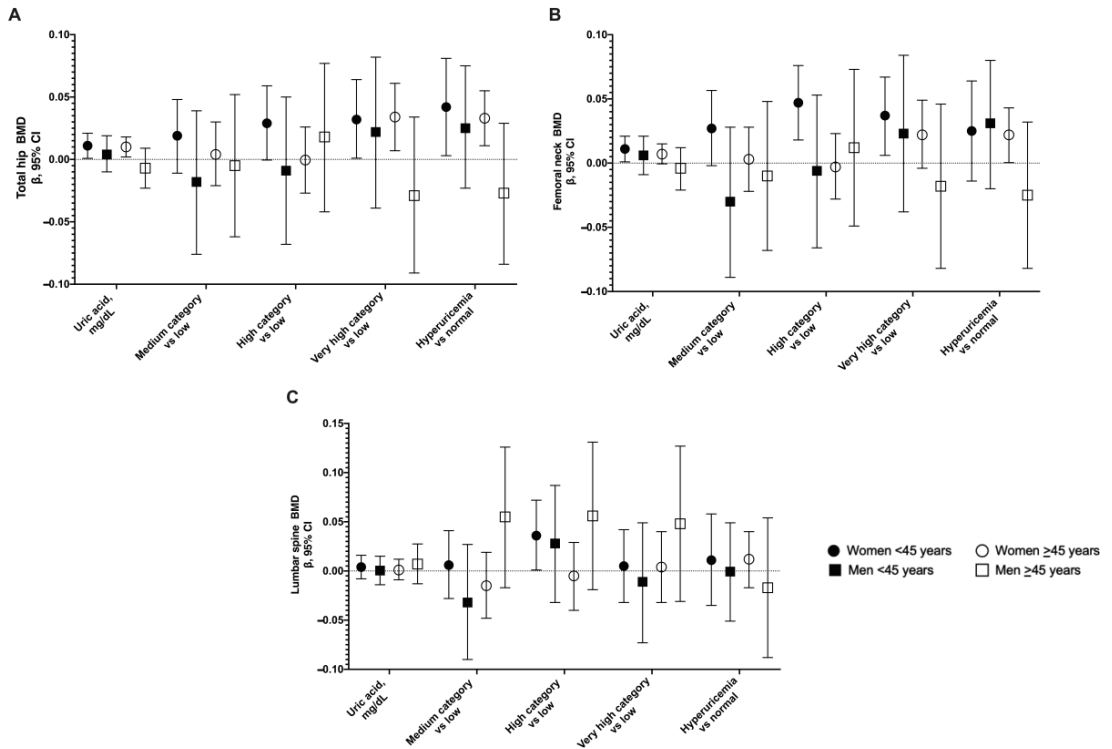 A
Total hip BMD
β, 95% CI
0.10
0.05
0.00
−0.05
−0.10
Uric acid,
mg/dL
Medium category
vs low
High category
vs low
Very high category
vs low
Hyperuricemia
vs normal
B
Femoral neck BMD
β, 95% CI
0.10
0.05
0.00
−0.05
−0.10
Uric acid,
mg/dL
Medium category
vs low
High category
vs low
Very high category
vs low
Hyperuricemia
vs normal
C
Lumbar spine BMD
β, 95% CI
0.15
0.10
0.05
0.00
−0.05
−0.10
Uric acid,
mg/dL
Medium category
vs low
High category
vs low
Very high category
vs low
Hyperuricemia
vs normal
Women <45 years
Men <45 years
Women ≥45 years
Men ≥45 years